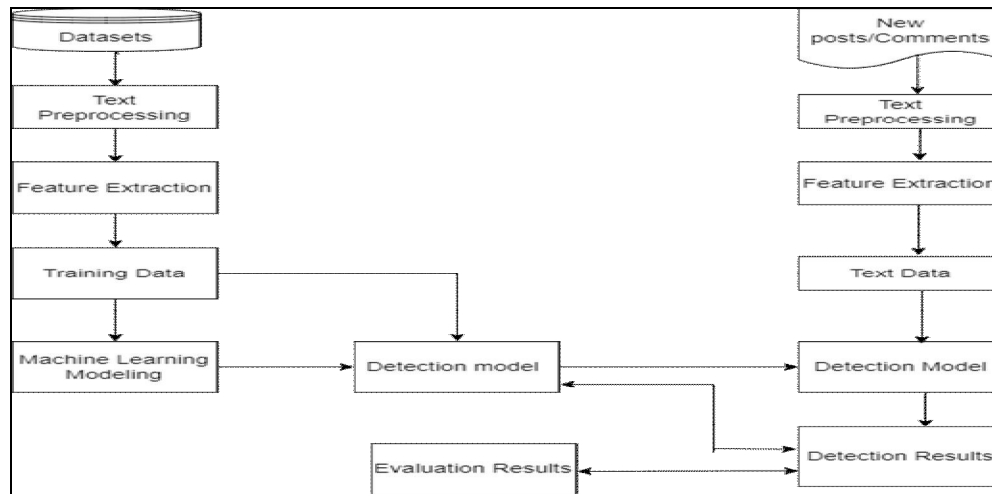 Datasets
Text
Preprocessing
Feature Extraction
Training Data
Machine Learning
Modeling
Detection model
Evaluation Results
New
posts/Comments
Text
Preprocessing
Feature Extraction
Text Data
Detection Model
Detection Results